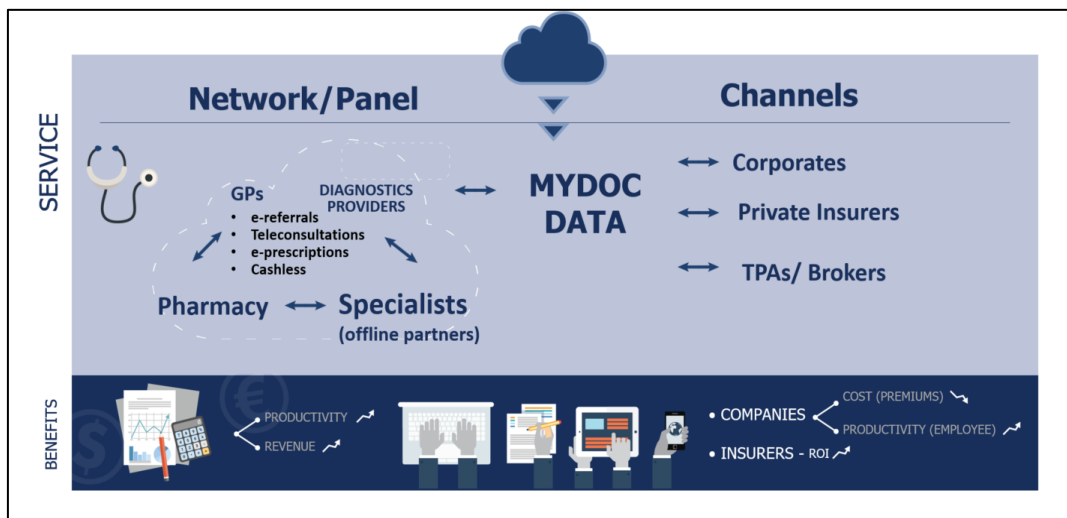 SERVICE
Network/Panel
Channels
GPs
• e-referrals
• Teleconsultations
• e-prescriptions
• Cashless
DIAGNOSTICS
PROVIDERS
Pharmacy
Specialists
(offline partners)
MYDOC
DATA
Corporates
Private Insurers
TPAs/ Brokers
BENEFITS
$
€
PRODUCTIVITY
REVENUE
• COMPANIES
COST (PREMIUMS)
PRODUCTIVITY (EMPLOYEE)
• INSURERS - ROI